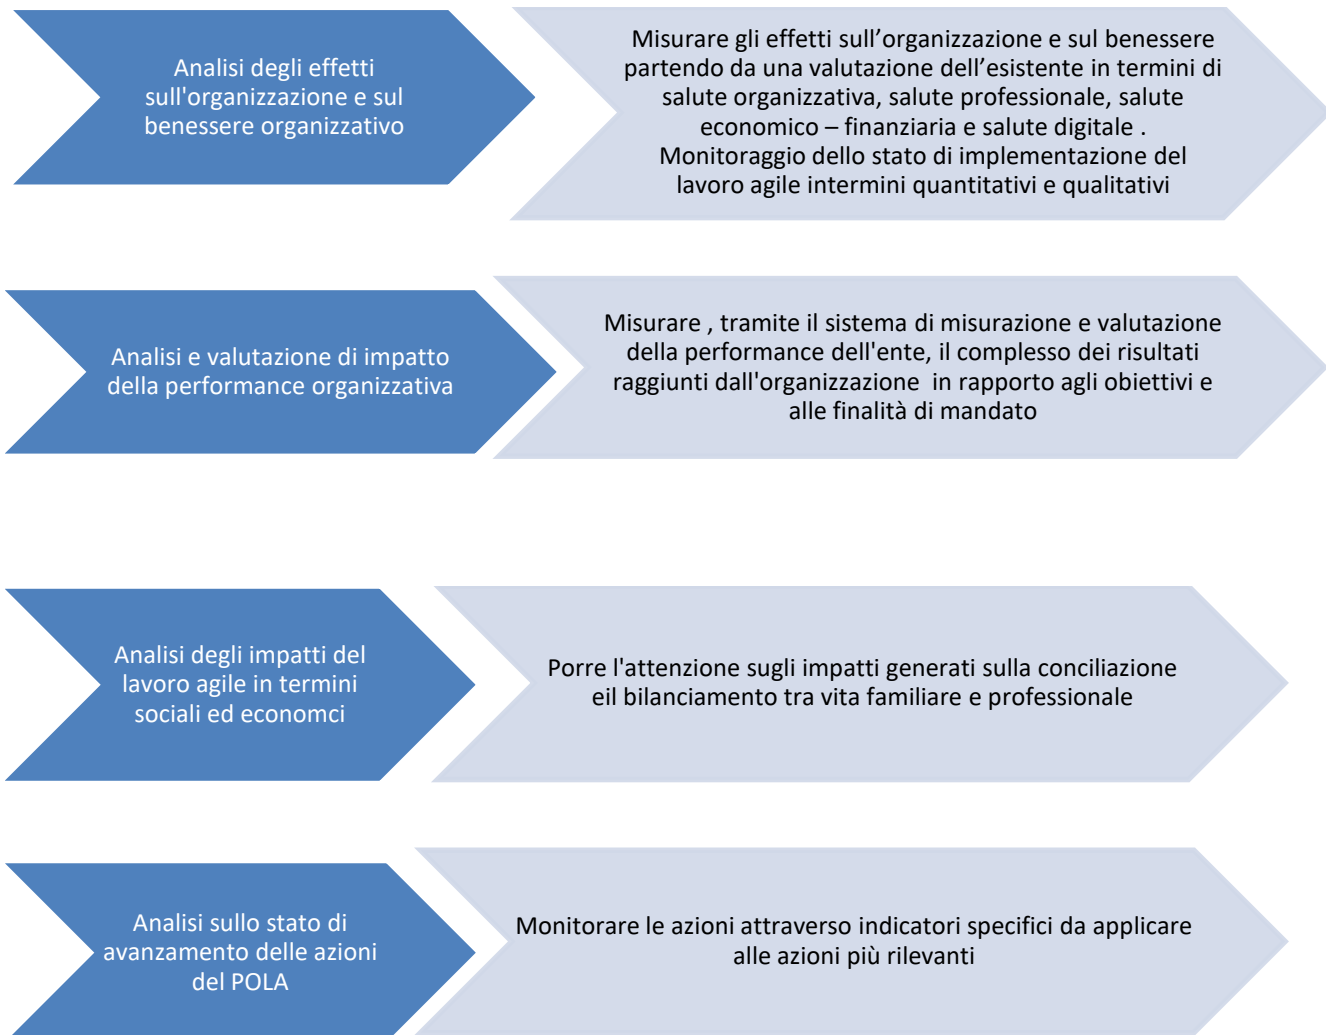 Analisi degli effetti
sull'organizzazione e sul
benessere organizzativo
Misurare gli effetti sull’organizzazione e sul benessere
partendo da una valutazione dell’esistente in termini di
salute organizzativa, salute professionale, salute
economico – finanziaria e salute digitale .
Monitoraggio dello stato di implementazione del
lavoro agile intermini quantitativi e qualitativi
Analisi e valutazione di impatto
della performance organizzativa
Misurare , tramite il sistema di misurazione e valutazione
della performance dell'ente, il complesso dei risultati
raggiunti dall'organizzazione  in rapporto agli obiettivi e
alle finalità di mandato
Analisi degli impatti del
lavoro agile in termini
sociali ed economci
Porre l'attenzione sugli impatti generati sulla conciliazione
eil bilanciamento tra vita familiare e professionale
Analisi sullo stato di
avanzamento delle azioni
del POLA
Monitorare le azioni attraverso indicatori specifici da applicare
alle azioni più rilevanti